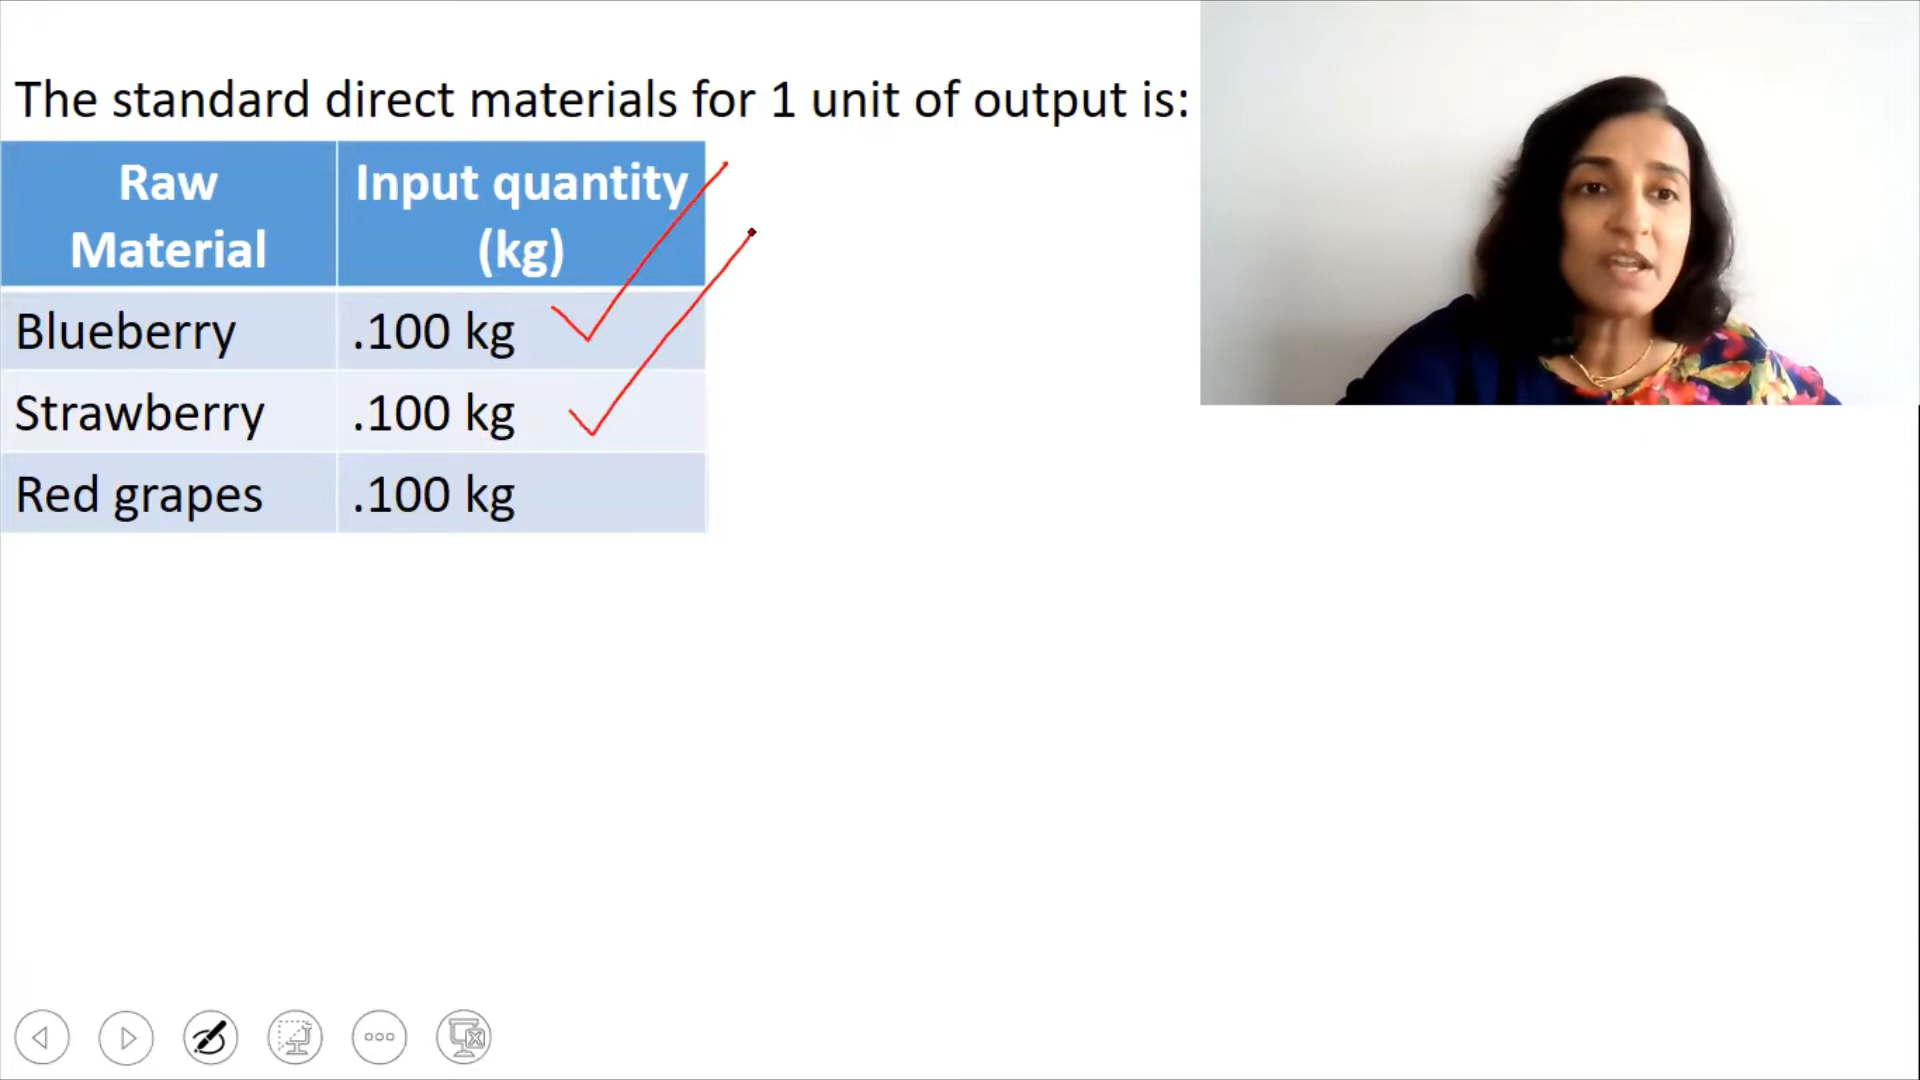 The standard direct materials for 1 unit of output is:
Raw Material
Input quantity (kg)
Blueberry .100 kg
Strawberry .100 kg
Red grapes .100 kg